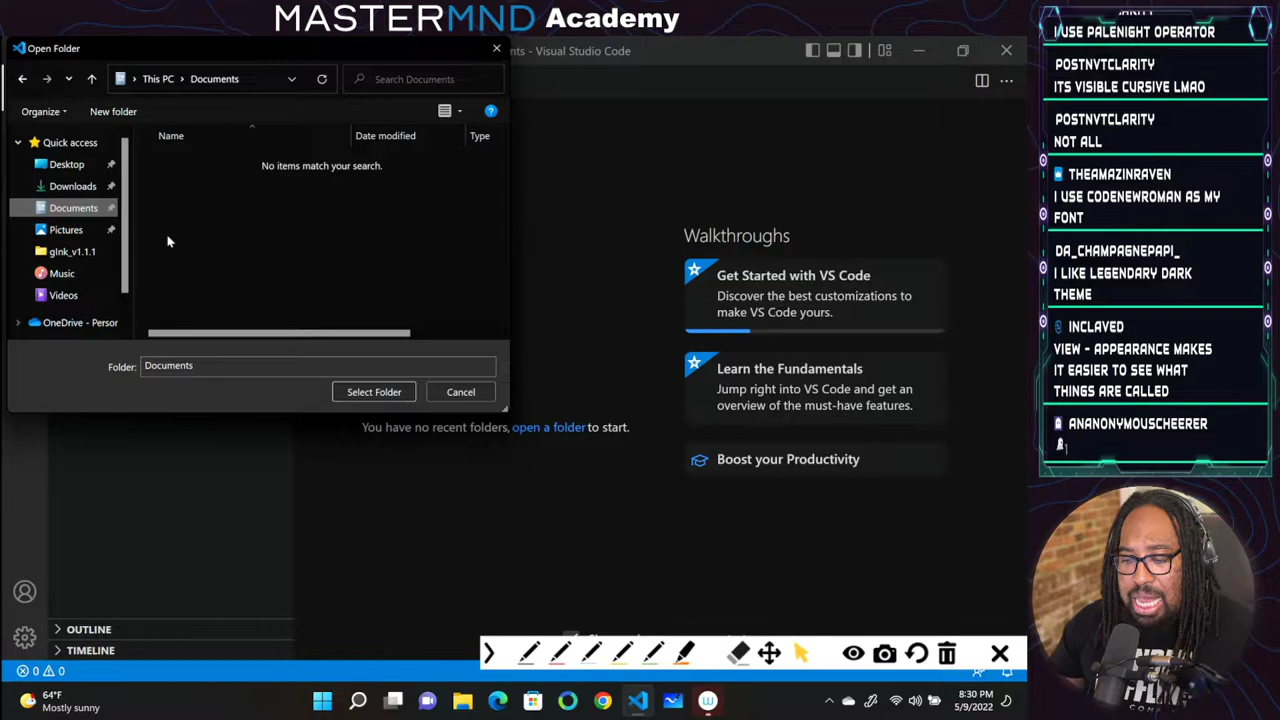 MASTERMND Academy
Open Folder
nts - Visual Studio Code
This PC
Documents
Search Documents
Organize
New folder
Name
Date modified
Type
No items match your search.
Quick access
Desktop
Downloads
Documents
Pictures
gInk_v1.1.1
Music
Videos
OneDrive - Persor
Folder:
Documents
Select Folder
Cancel
Walkthroughs
Get Started with VS Code
Discover the best customizations to
make VS Code yours.
Learn the Fundamentals
Jump right into VS Code and get an
overview of the must-have features.
You have no recent folders, open a folder to start.
Boost your Productivity
OUTLINE
TIMELINE
0 0
64°F
Mostly sunny
8:30 PM
5/9/2022
I USE PALENIGHT OPERATOR
POSTNVTCLARITY
ITS VISIBLE CURSIVE LMAO
POSTNVTCLARITY
NOT ALL
THEAMAZINRAVEN
I USE CODENEWROMAN AS MY
FONT
DA_CHAMPAGNEPAPI_
I LIKE LEGENDARY DARK
THEME
INCLAVED
VIEW - APPEARANCE MAKES
IT EASIER TO SEE WHAT
THINGS ARE CALLED
ANANONYMOUSCHEERER
1